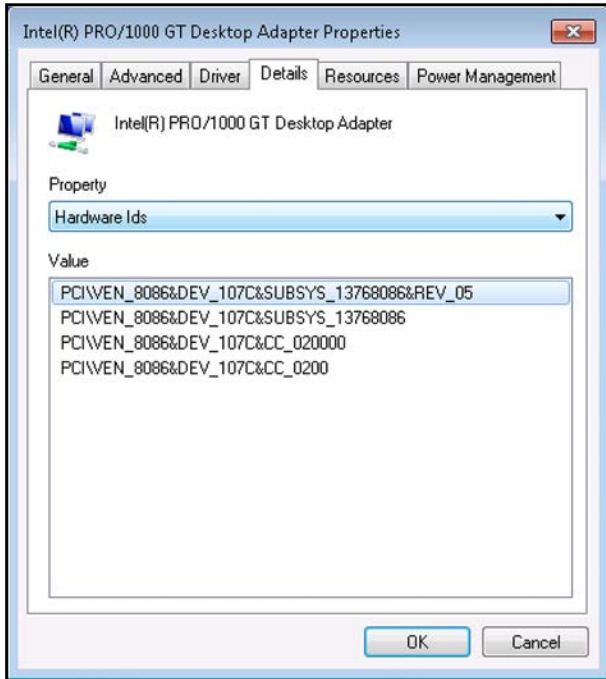 Intel(R) PRO/1000 GT Desktop Adapter Properties
General Advanced Driver Details Resources Power Management
Intel(R) PRO/1000 GT Desktop Adapter
Property
Hardware Ids
Value
PCI\VEN_8086&DEV_107C&SUBSYS_13768086&REV_05
PCI\VEN_8086&DEV_107C&SUBSYS_13768086
PCI\VEN_8086&DEV_107C&CC_020000
PCI\VEN_8086&DEV_107C&CC_0200
OK Cancel